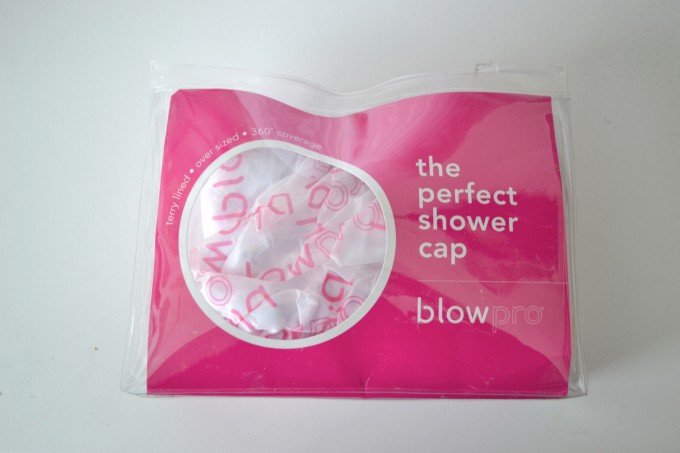 terry lined • over sized • 360° coverage
the
perfect
shower
cap
blowpro